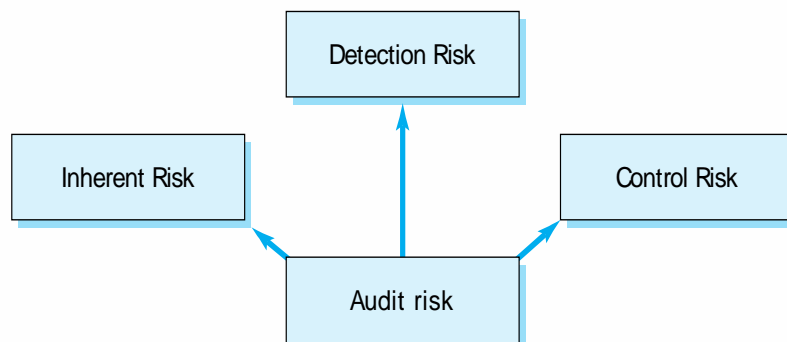 Detection Risk
Inherent Risk
Control Risk
Audit risk